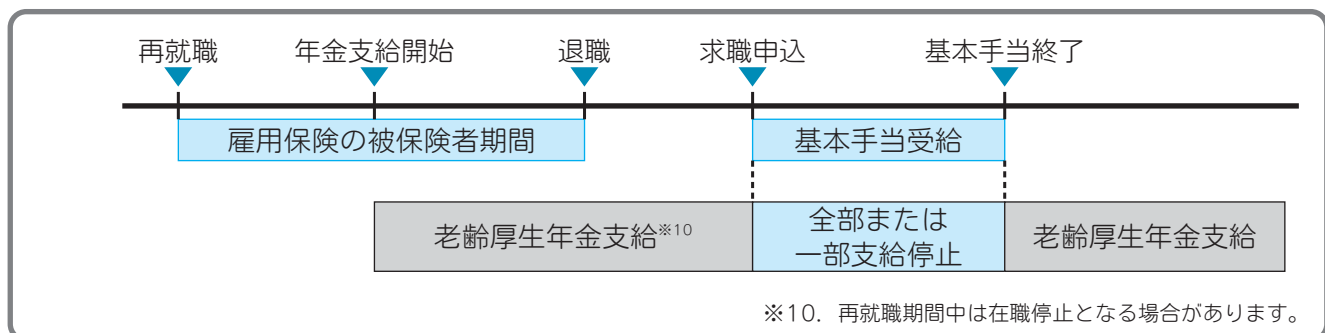 再就職 年金支給開始 退職 求職申込 基本手当終了
雇用保険の被保険者期間 基本手当受給
老齢厚生年金支給※10
全部または
一部支給停止
老齢厚生年金支給
※10．再就職期間中は在職停止となる場合があります。